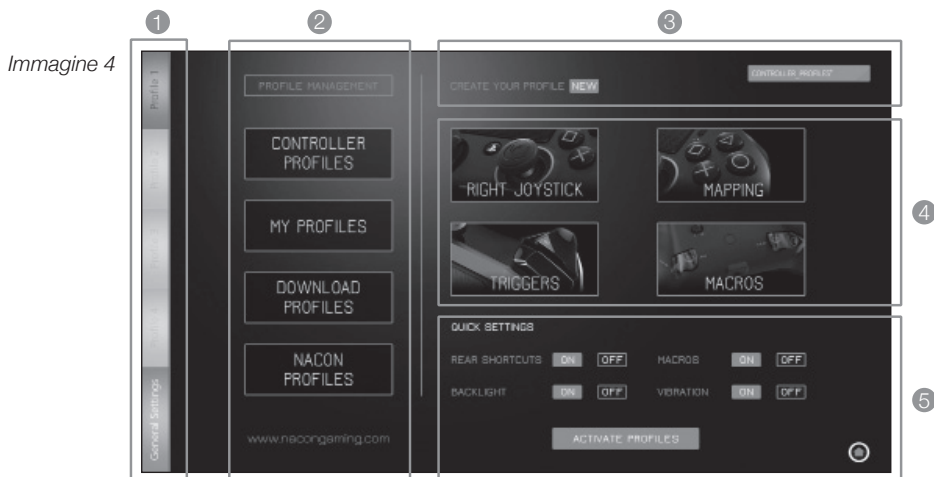 1
2
3
Immagine 4
Profile 1
General Settings
PROFILE MANAGEMENT
CONTROLLER
PROFILES
MY PROFILES
DOWNLOAD
PROFILES
NACON
PROFILES
www.nacongaming.com
CREATE YOUR PROFILE NEW
RIGHT JOYSTICK
MAPPING
TRIGGERS
MACROS
4
QUICK SETTINGS
REAR SHORTCUTS ON OFF MACROS ON OFF
BACKLIGHT ON OFF VIBRATION ON OFF
ACTIVATE PROFILES
5